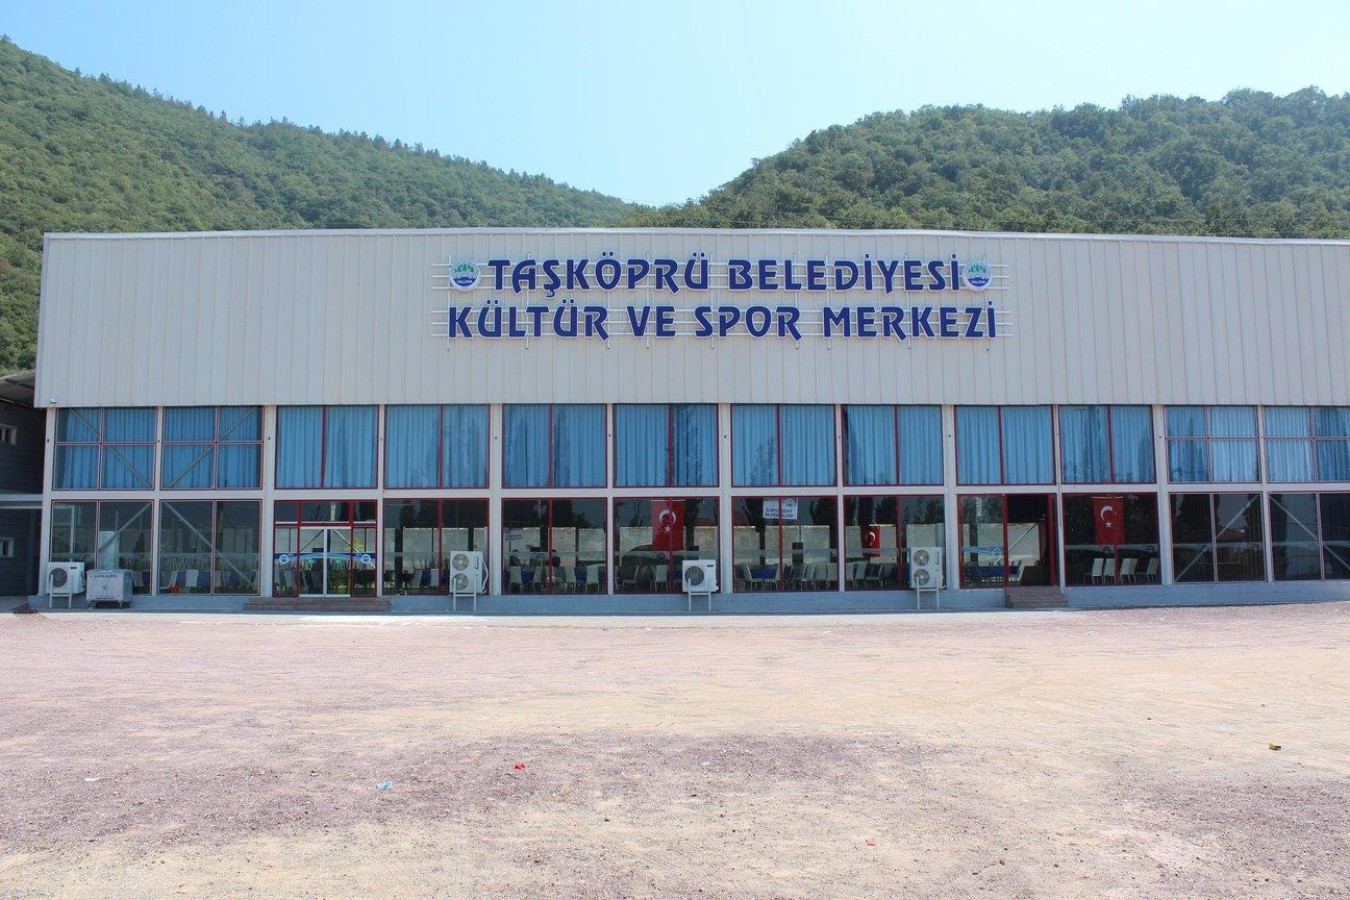 TAŞKÖPRÜ BELEDİYESİ
KÜLTÜR VE SPOR MERKEZİ